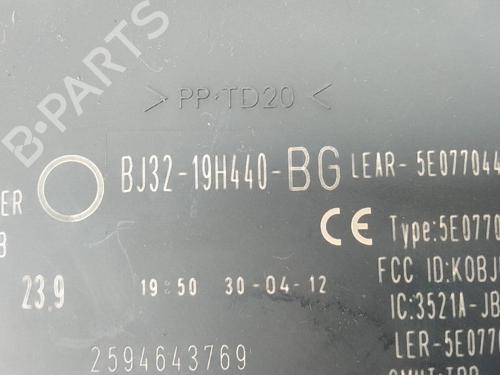 >PP-TD20<
BJ32-19H440-BG LEAR- 5E077044
ER
B
CE Type:5E0770
FCC ID:KOBJ
23.9
19:50 30-04-12
IC:3521A-JB
LER-5E077
2594643769
B-PARTS